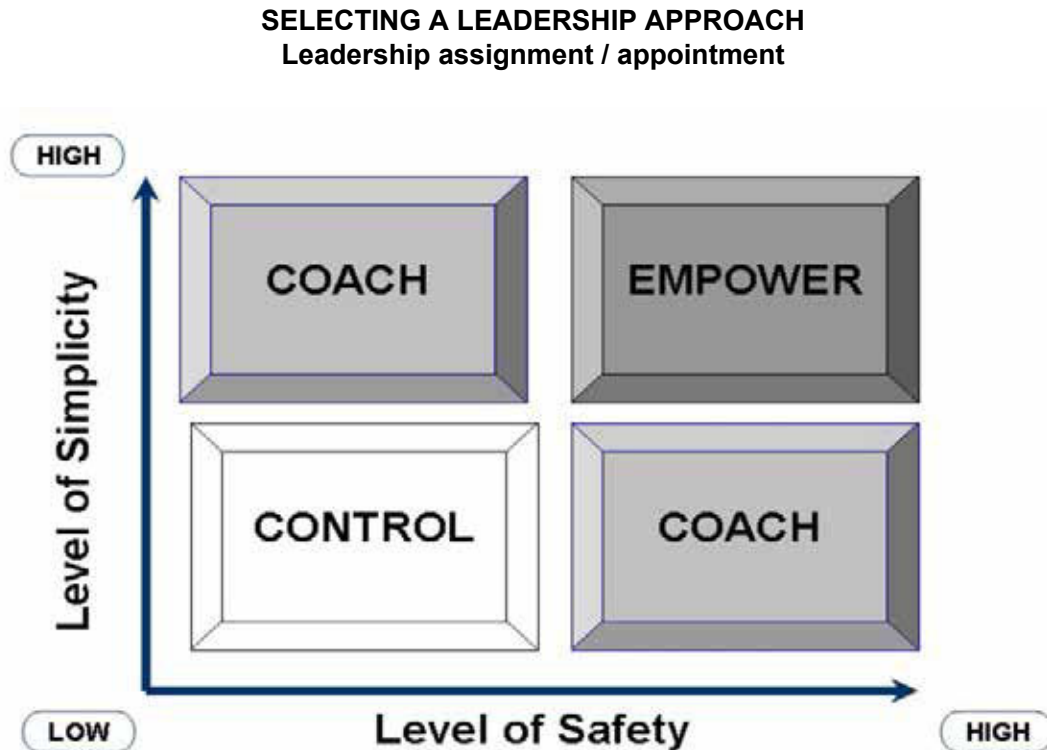 SELECTING A LEADERSHIP APPROACH
Leadership assignment / appointment
HIGH
COACH
EMPOWER
Level of Simplicity
CONTROL
COACH
LOW
Level of Safety
HIGH